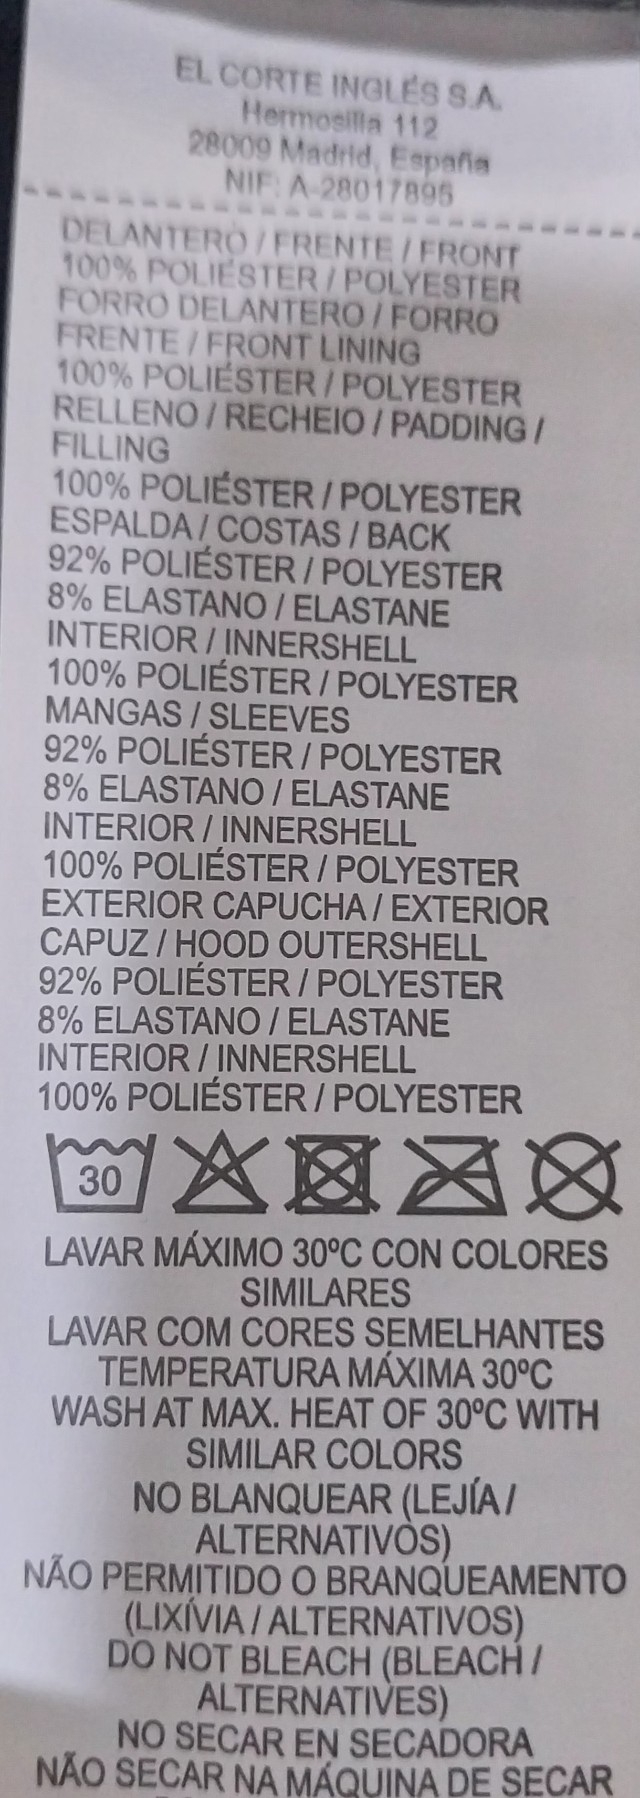 EL CORTE INGLÉS S.A.
Hermosilla 112
28009 Madrid, España
NIF: A-28017895
DELANTERO / FRENTE / FRONT
100% POLIÉSTER / POLYESTER
FORRO DELANTERO / FORRO
FRENTE / FRONT LINING
100% POLIÉSTER / POLYESTER
RELLENO / RECHEIO / PADDING /
FILLING
100% POLIÉSTER / POLYESTER
ESPALDA / COSTAS / BACK
92% POLIÉSTER / POLYESTER
8% ELASTANO / ELASTANE
INTERIOR / INNERSHELL
100% POLIÉSTER / POLYESTER
MANGAS / SLEEVES
92% POLIÉSTER / POLYESTER
8% ELASTANO / ELASTANE
INTERIOR / INNERSHELL
100% POLIÉSTER / POLYESTER
EXTERIOR CAPUCHA / EXTERIOR
CAPUZ / HOOD OUTERSHELL
92% POLIÉSTER / POLYESTER
8% ELASTANO / ELASTANE
INTERIOR / INNERSHELL
100% POLIÉSTER / POLYESTER
30
LAVAR MÁXIMO 30ºC CON COLORES
SIMILARES
LAVAR COM CORES SEMELHANTES
TEMPERATURA MÁXIMA 30ºC
WASH AT MAX. HEAT OF 30ºC WITH
SIMILAR COLORS
NO BLANQUEAR (LEJÍA /
ALTERNATIVOS)
NÃO PERMITIDO O BRANQUEAMENTO
(LIXÍVIA / ALTERNATIVOS)
DO NOT BLEACH (BLEACH /
ALTERNATIVES)
NO SECAR EN SECADORA
NÃO SECAR NA MÁQUINA DE SECAR